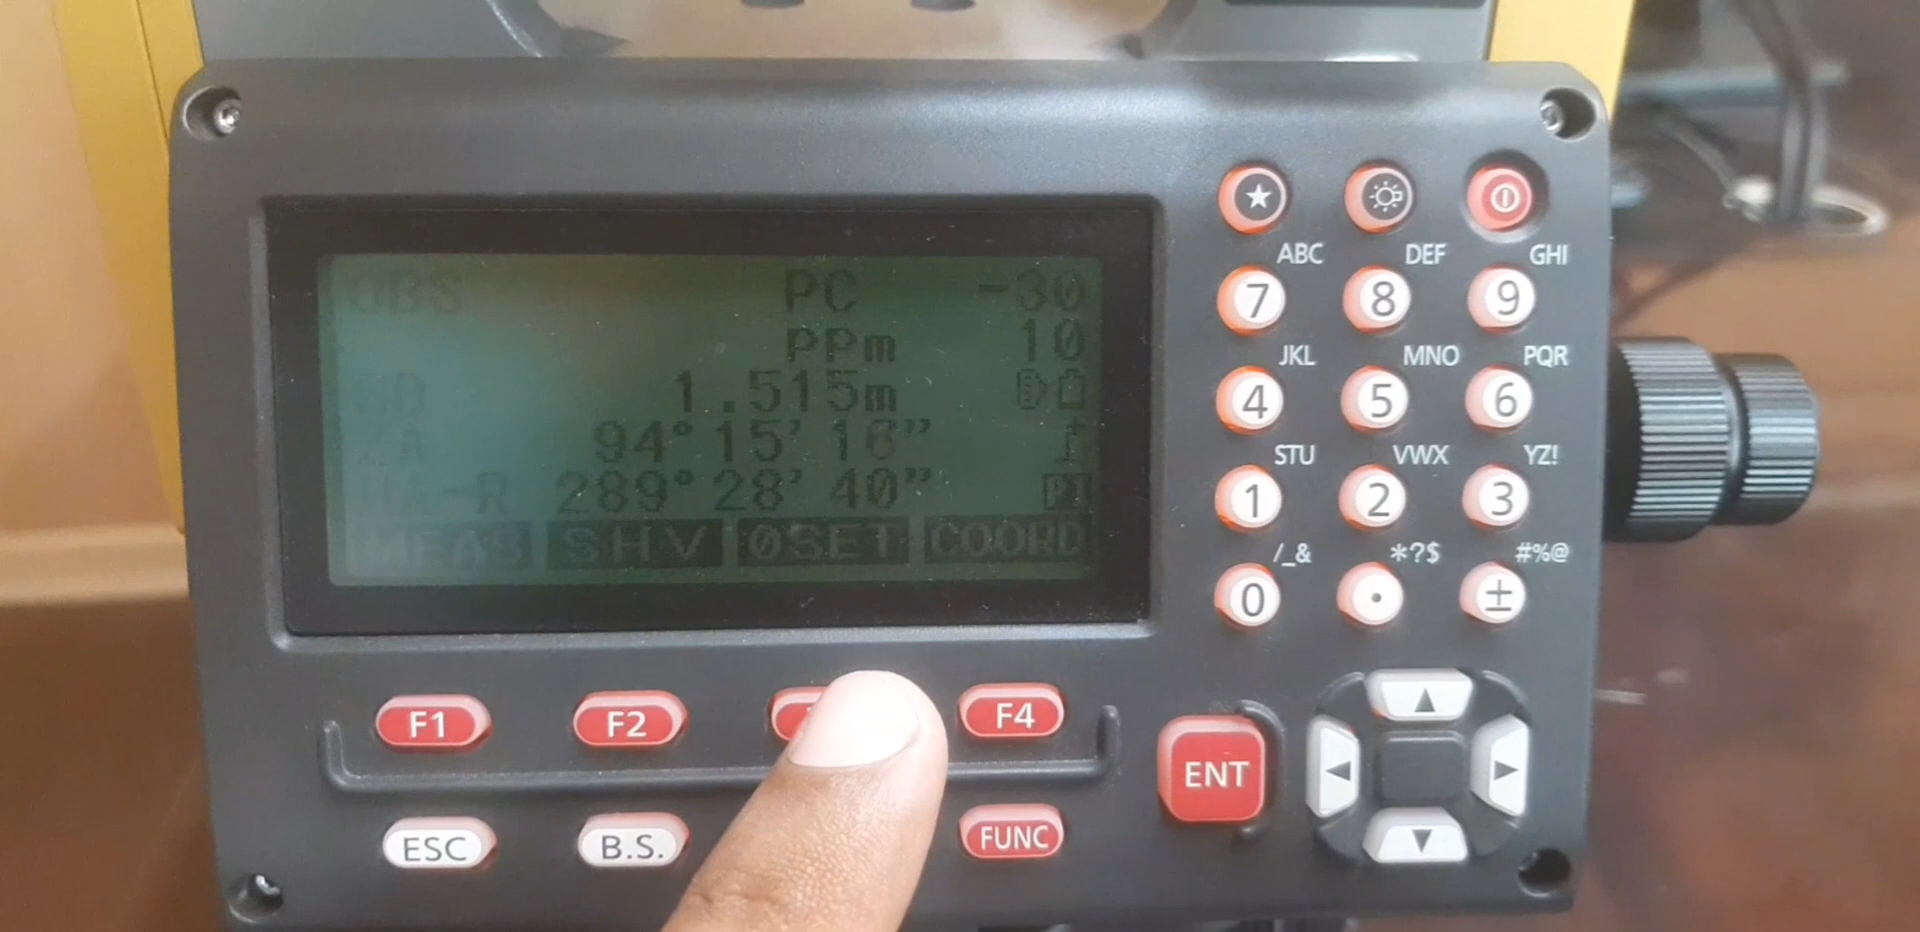 OBS PC -30
PPm 10
SD 1.515m
ZA 94° 15' 16"
HA-R 289° 28' 40" P1
MEAS SHV 0SET COORD
ABC DEF GHI
7 8 9
JKL MNO PQR
4 5 6
STU VWX YZ!
1 2 3
/_& *?$ #%@
0 • ±
F1 F2 F4
ENT
ESC B.S. FUNC